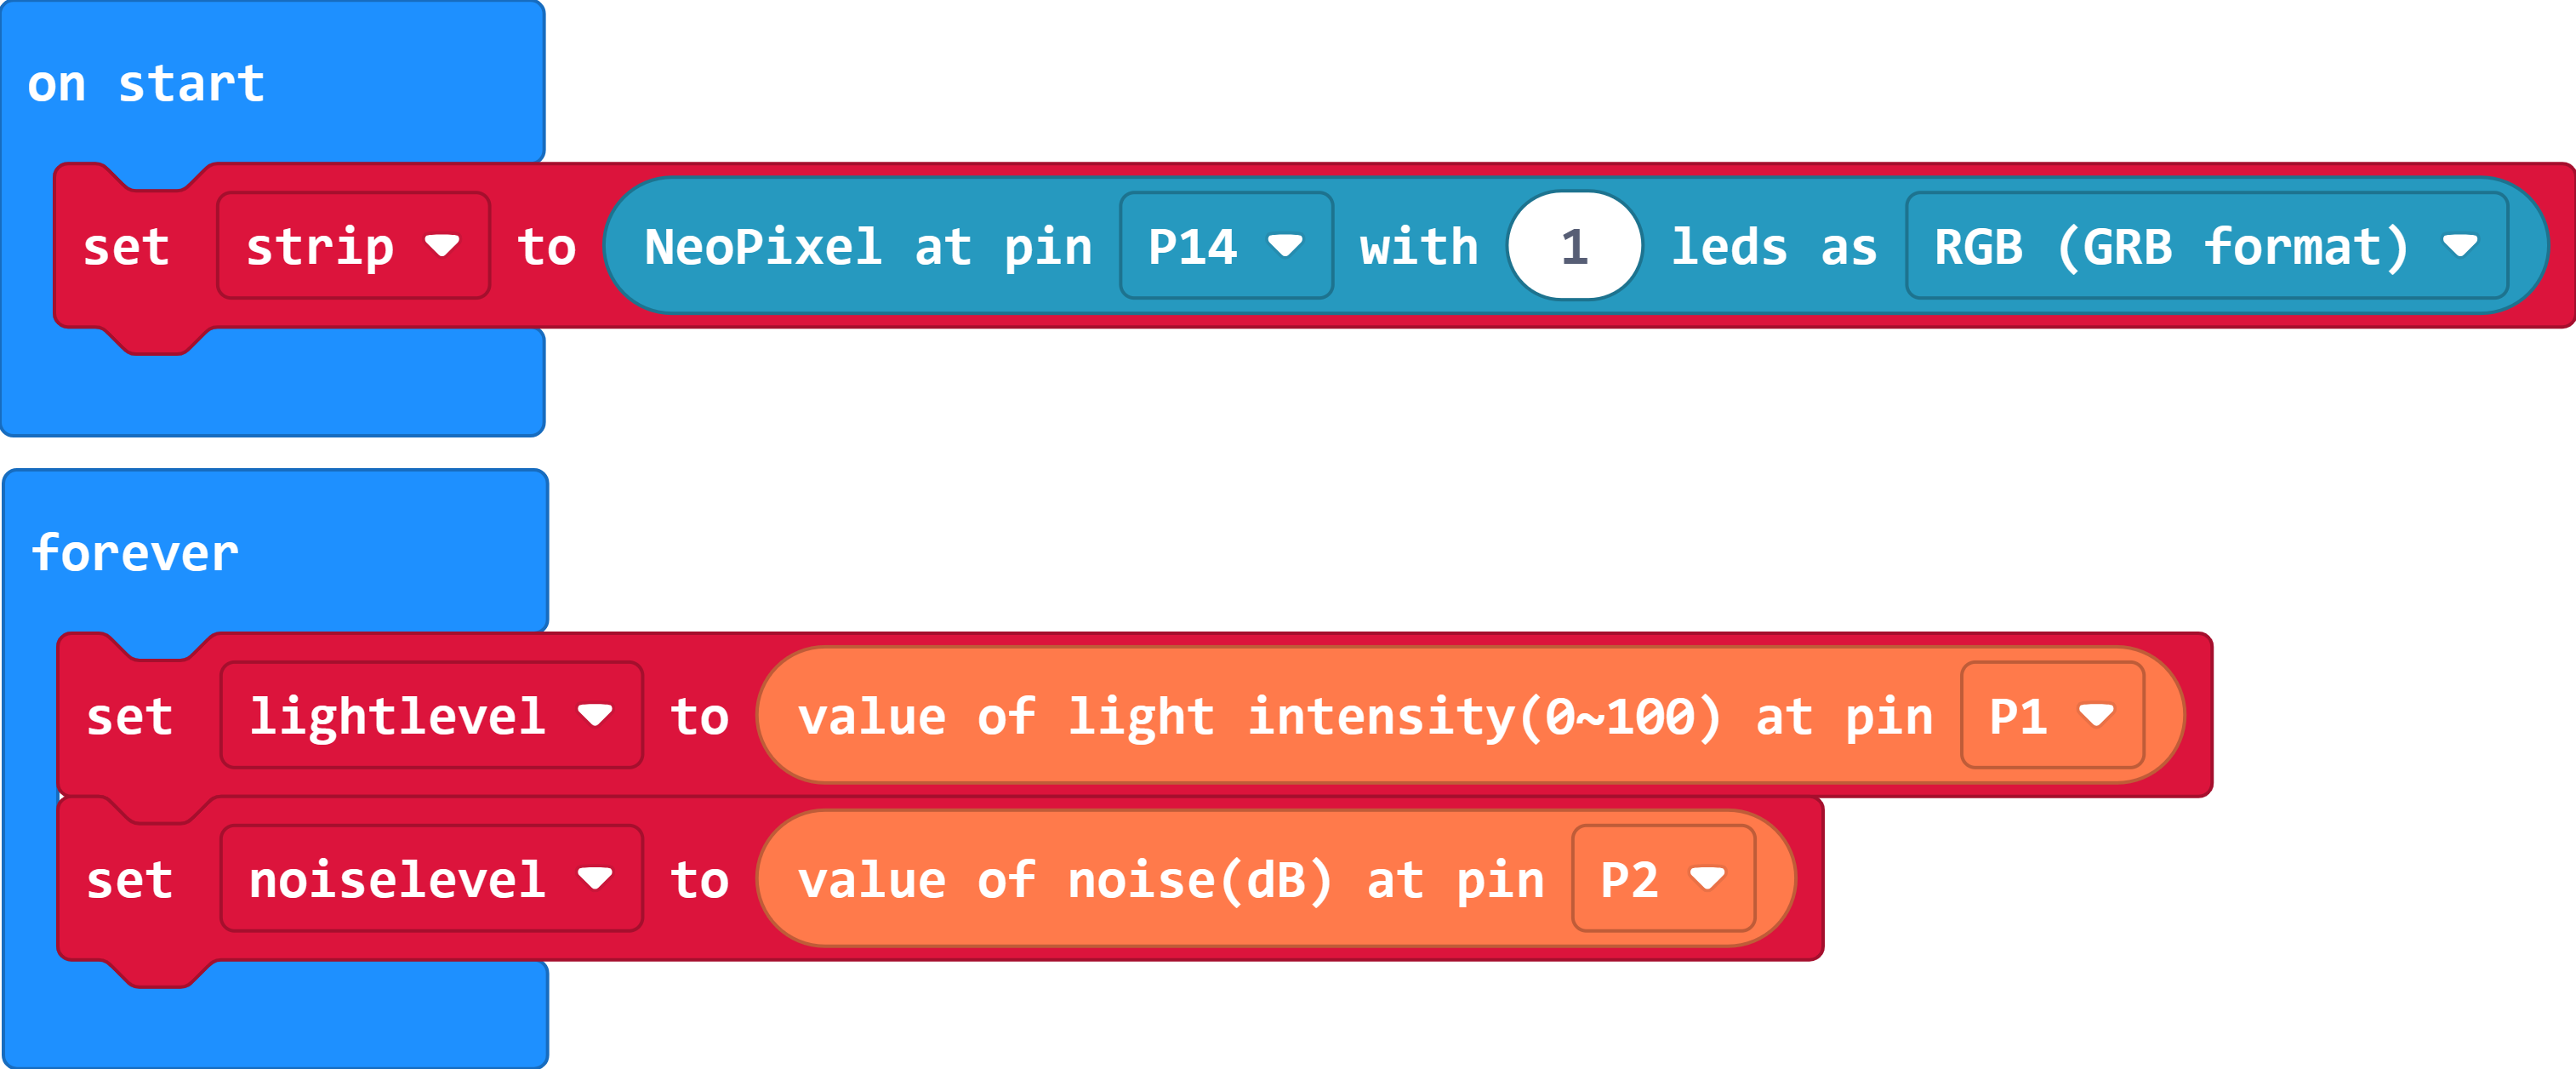 on start
set strip to NeoPixel at pin P14 with 1 leds as RGB (GRB format)
forever
set lightlevel to value of light intensity(0~100) at pin P1
set noiselevel to value of noise(dB) at pin P2